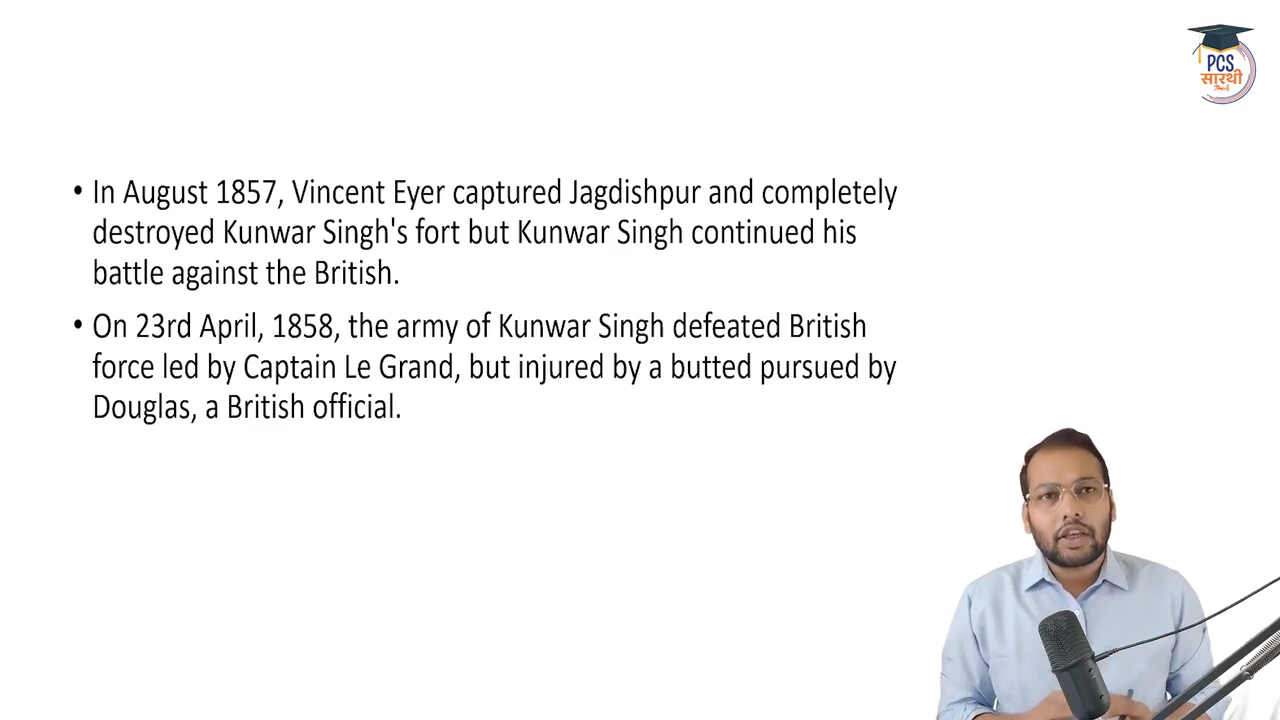 PCS
सारथी
• In August 1857, Vincent Eyer captured Jagdishpur and completely
destroyed Kunwar Singh's fort but Kunwar Singh continued his
battle against the British.
• On 23rd April, 1858, the army of Kunwar Singh defeated British
force led by Captain Le Grand, but injured by a butted pursued by
Douglas, a British official.